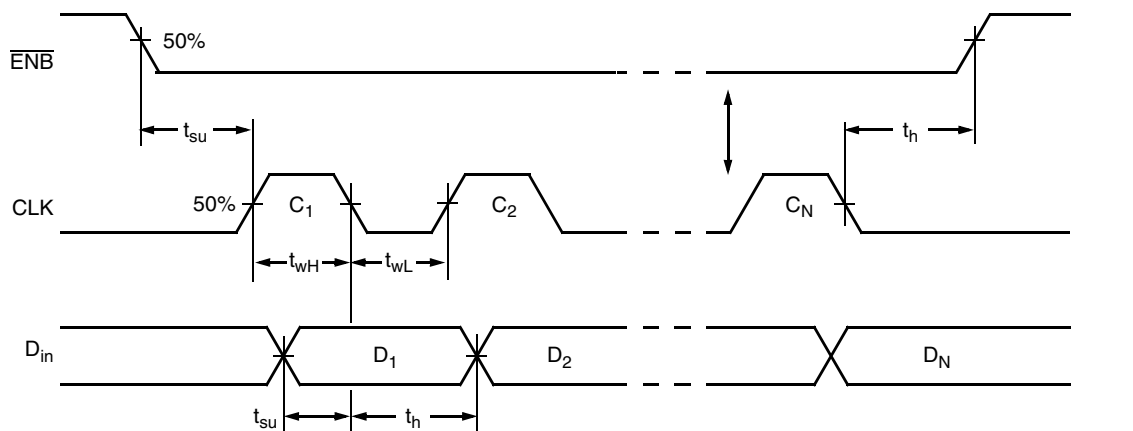 50%
ENB
tsu
th
CLK
50%
C1
C2
CN
twH
twL
Din
D1
D2
DN
tsu
th